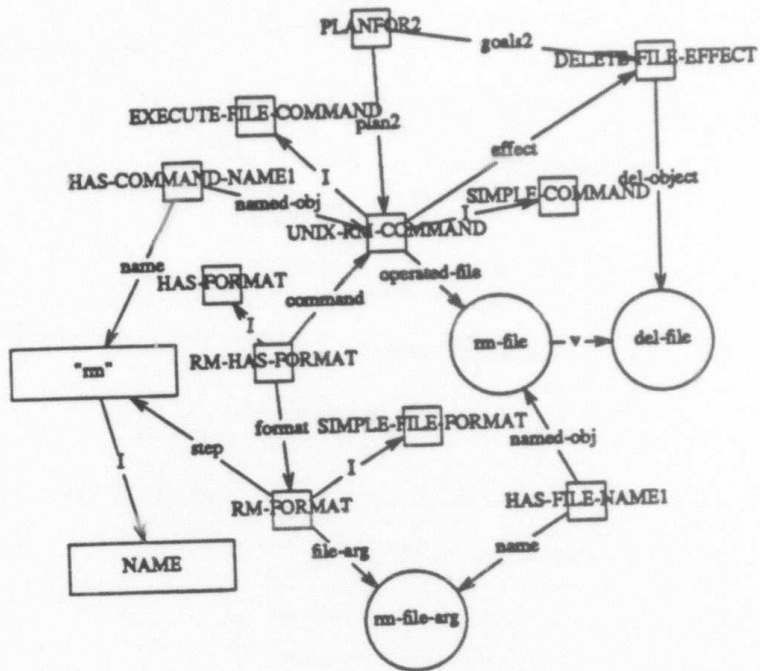 PLANFOR2
goals2
DELETE-FILE-EFFECT
EXECUTE-FILE-COMMAND
plan2
effect
HAS-COMMAND-NAME1
I
named-obj
SIMPLE-COMMAND
del-object
I
UNIX-RM-COMMAND
name
HAS-FORMAT
command
operated-file
I
rm-file
v
del-file
"rm"
RM-HAS-FORMAT
format
SIMPLE-FILE-FORMAT
named-obj
step
I
I
RM-FORMAT
HAS-FILE-NAME1
file-arg
name
NAME
rm-file-arg